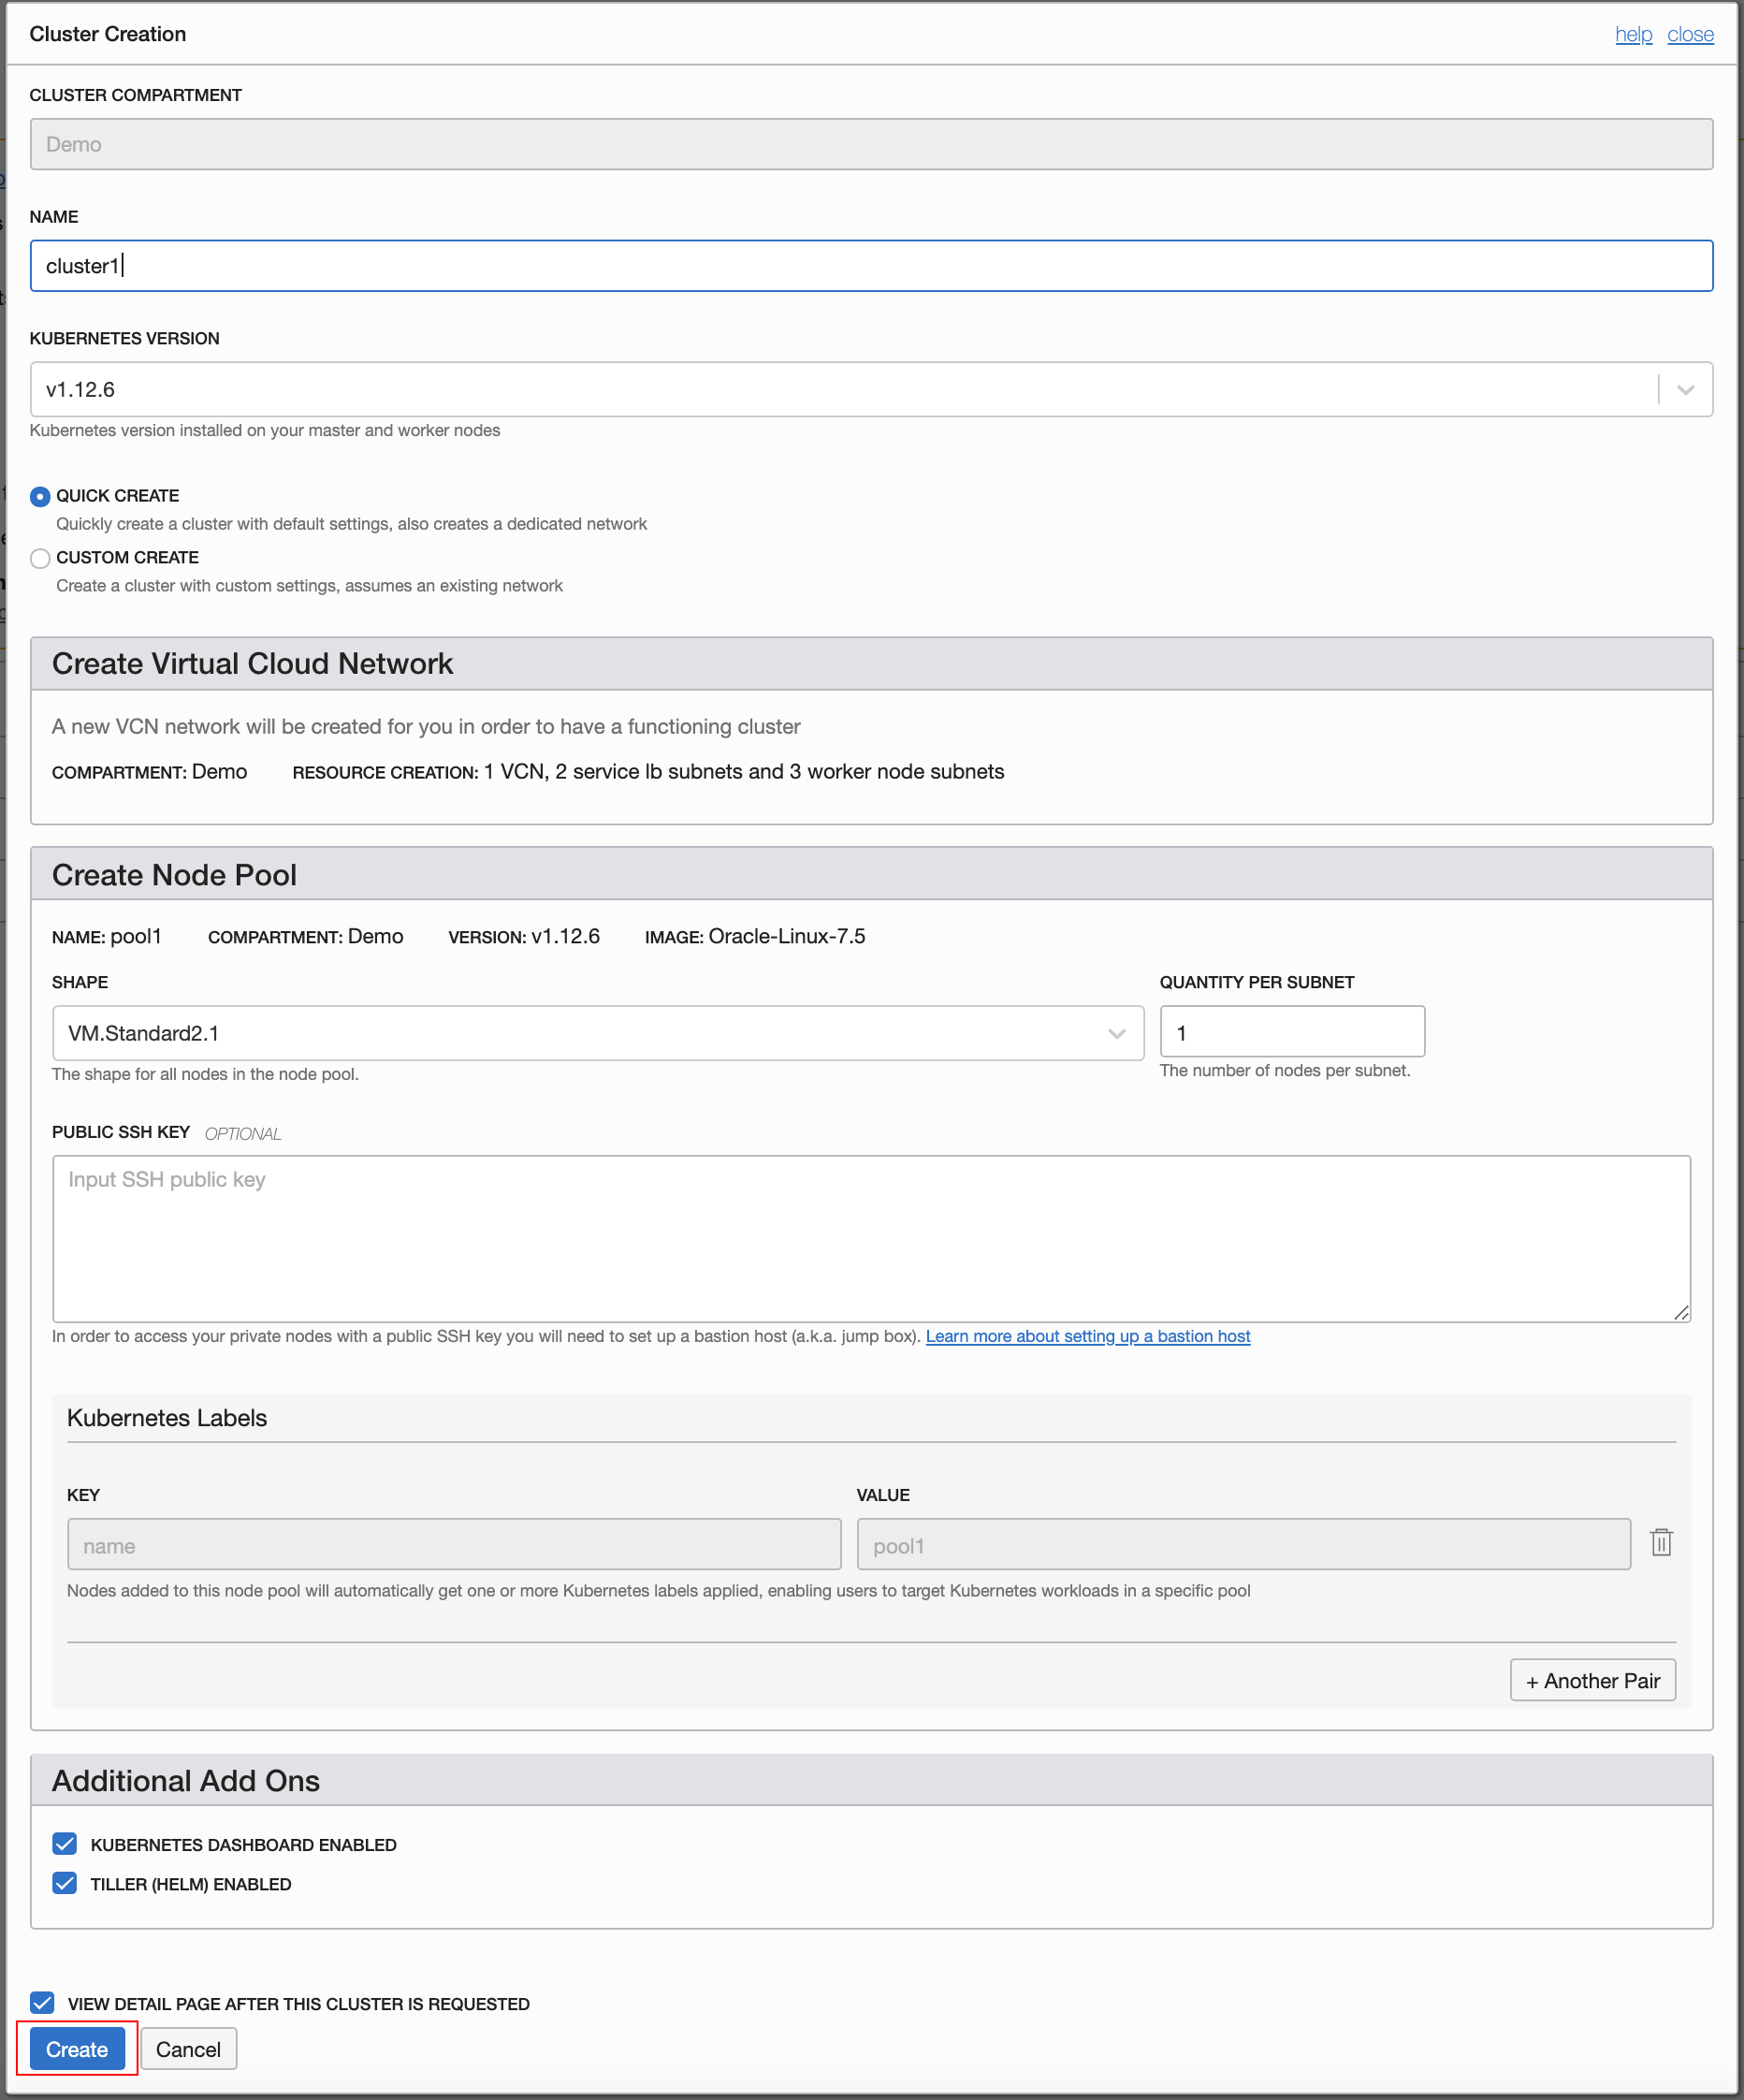 Cluster Creation
help close
CLUSTER COMPARTMENT
Demo
NAME
cluster1
KUBERNETES VERSION
v1.12.6
Kubernetes version installed on your master and worker nodes
QUICK CREATE
Quickly create a cluster with default settings, also creates a dedicated network
CUSTOM CREATE
Create a cluster with custom settings, assumes an existing network
Create Virtual Cloud Network
A new VCN network will be created for you in order to have a functioning cluster
COMPARTMENT: Demo RESOURCE CREATION: 1 VCN, 2 service lb subnets and 3 worker node subnets
Create Node Pool
NAME: pool1 COMPARTMENT: Demo VERSION: v1.12.6 IMAGE: Oracle-Linux-7.5
SHAPE QUANTITY PER SUBNET
VM.Standard2.1 1
The shape for all nodes in the node pool. The number of nodes per subnet.
PUBLIC SSH KEY OPTIONAL
Input SSH public key
In order to access your private nodes with a public SSH key you will need to set up a bastion host (a.k.a. jump box). Learn more about setting up a bastion host
Kubernetes Labels
KEY VALUE
name pool1
Nodes added to this node pool will automatically get one or more Kubernetes labels applied, enabling users to target Kubernetes workloads in a specific pool
+ Another Pair
Additional Add Ons
KUBERNETES DASHBOARD ENABLED
TILLER (HELM) ENABLED
VIEW DETAIL PAGE AFTER THIS CLUSTER IS REQUESTED
Create Cancel